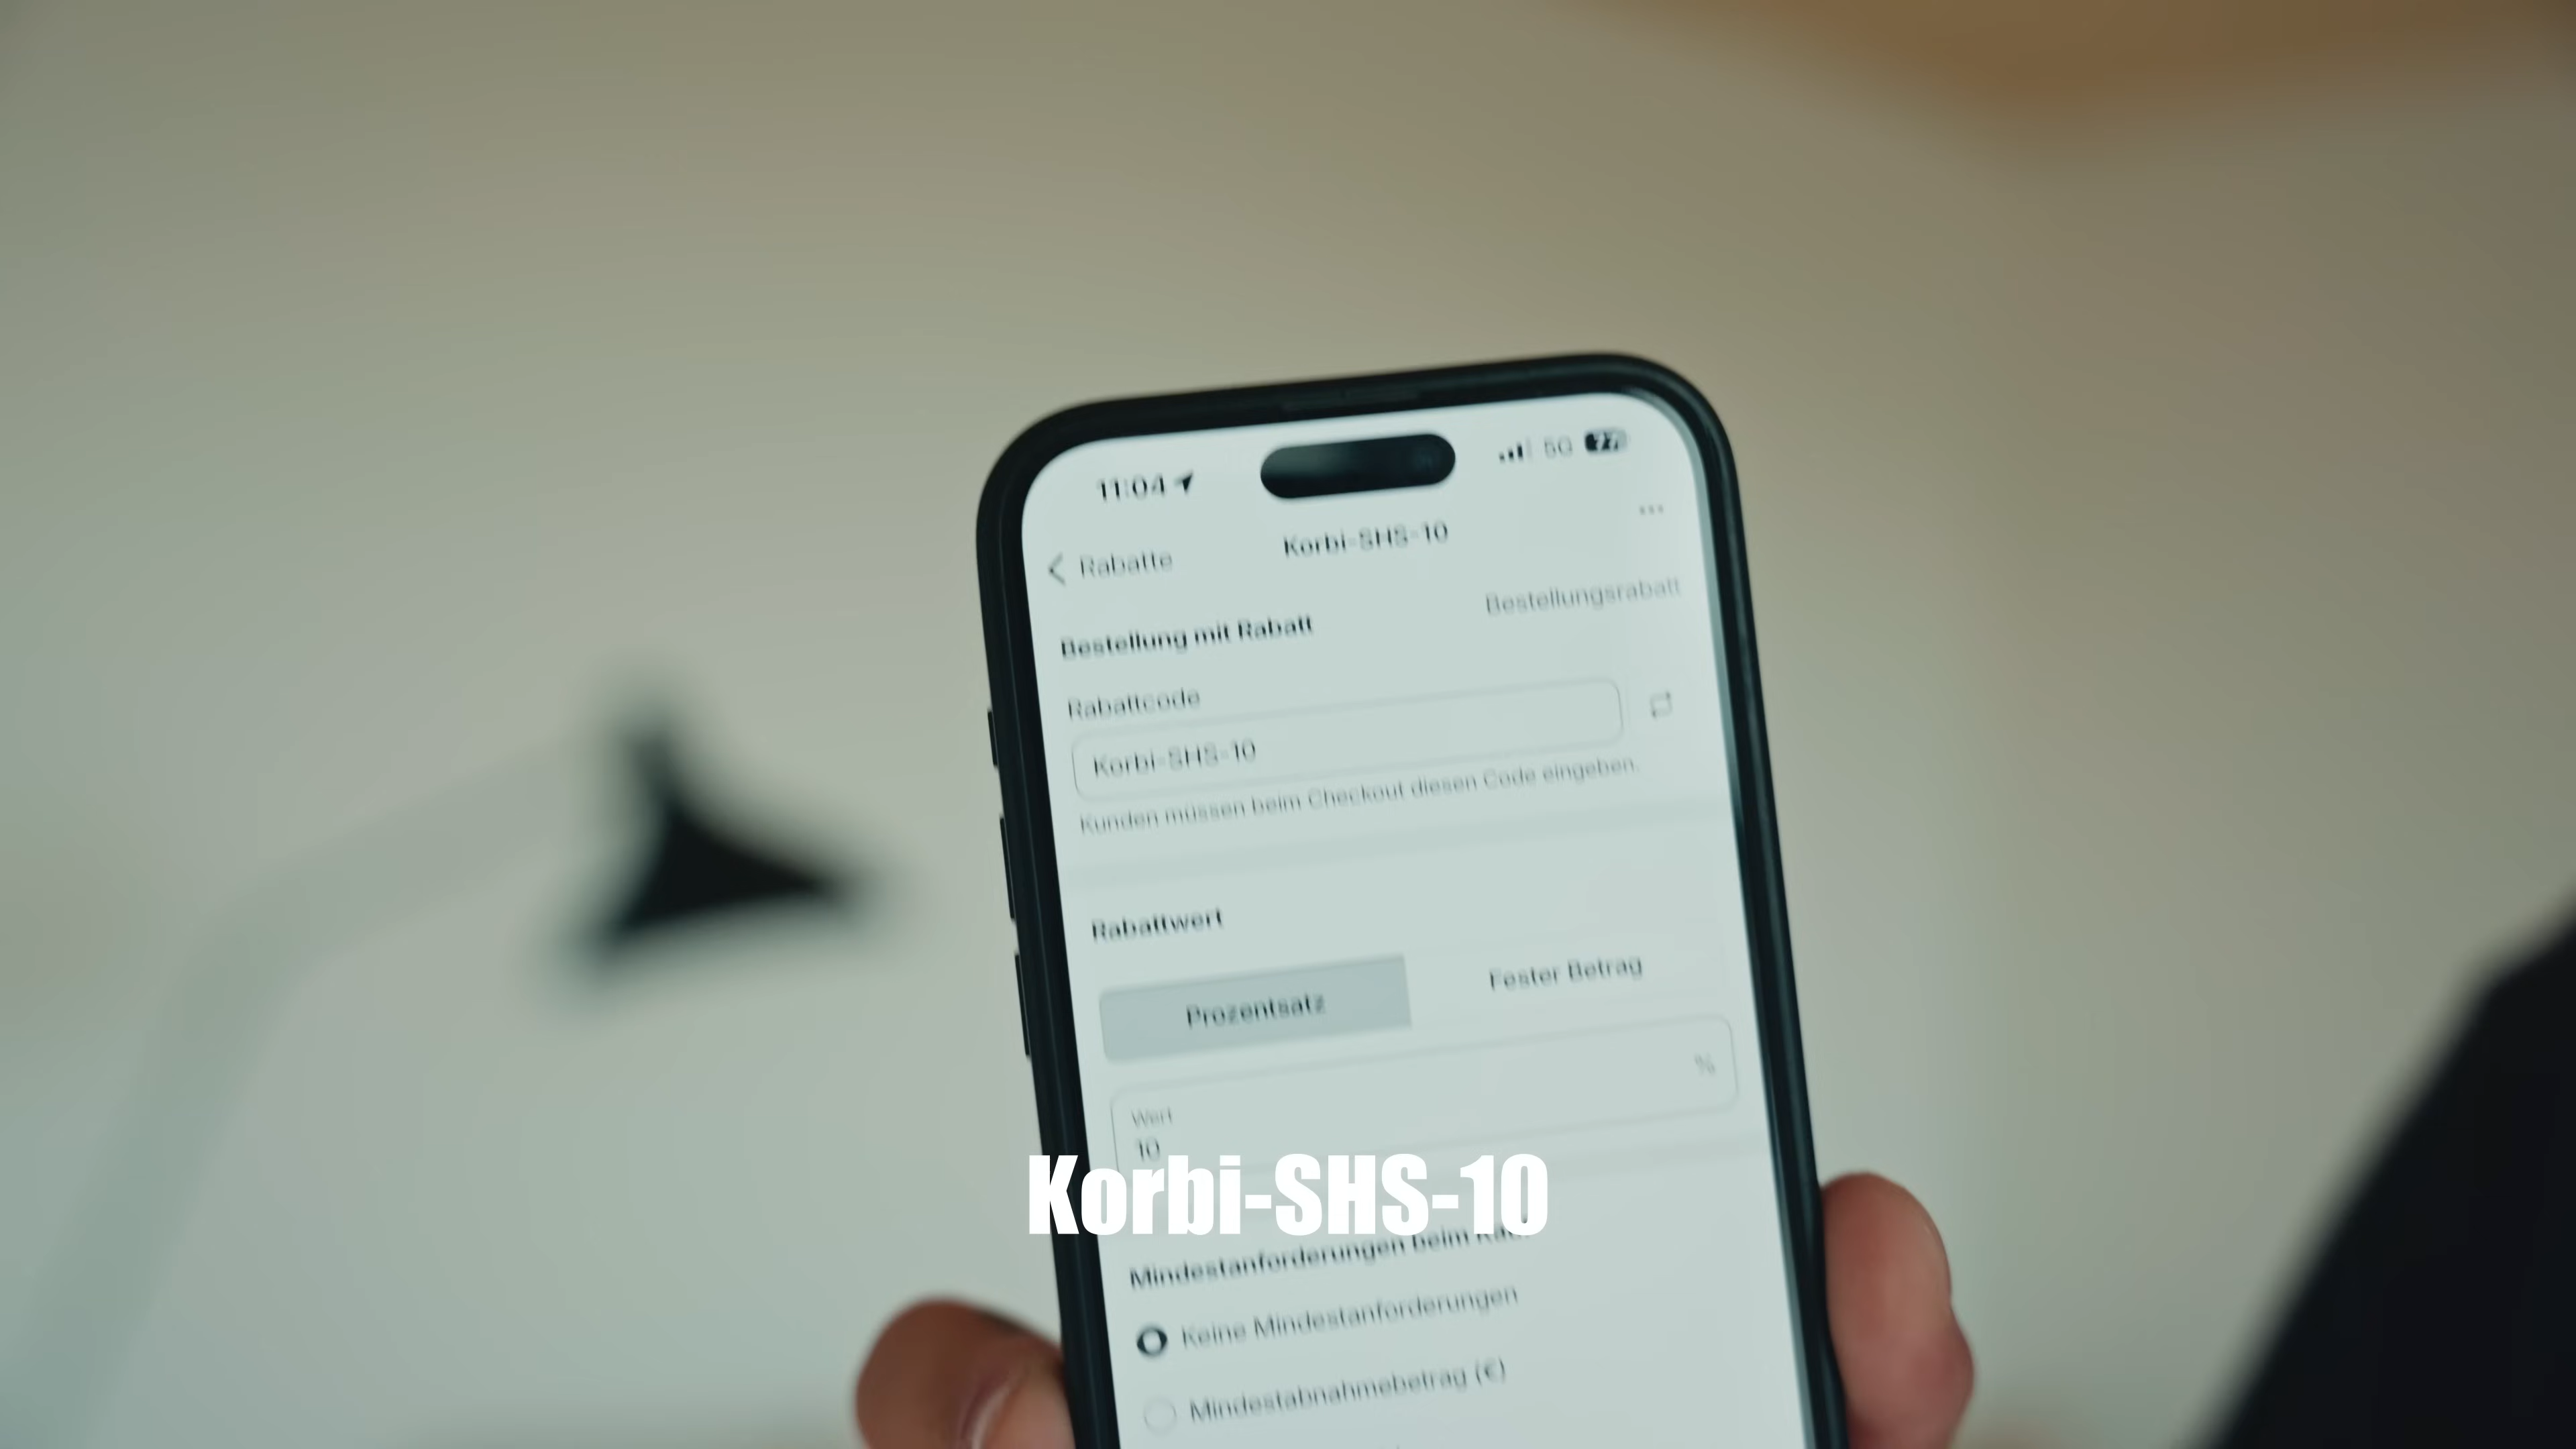 11:04
5G 27
Korbi-SHS-10
Rabatte
Bestellung mit Rabatt
Bestellungsrabatt
Rabattcode
Korbi-SHS-10
Kunden müssen beim Checkout diesen Code eingeben.
Rabattwert
Prozentsatz
Fester Betrag
Wert
10
%
Korbi-SHS-10
Mindestanforderungen beim
Keine Mindestanforderungen
Mindestabnahmebetrag (€)